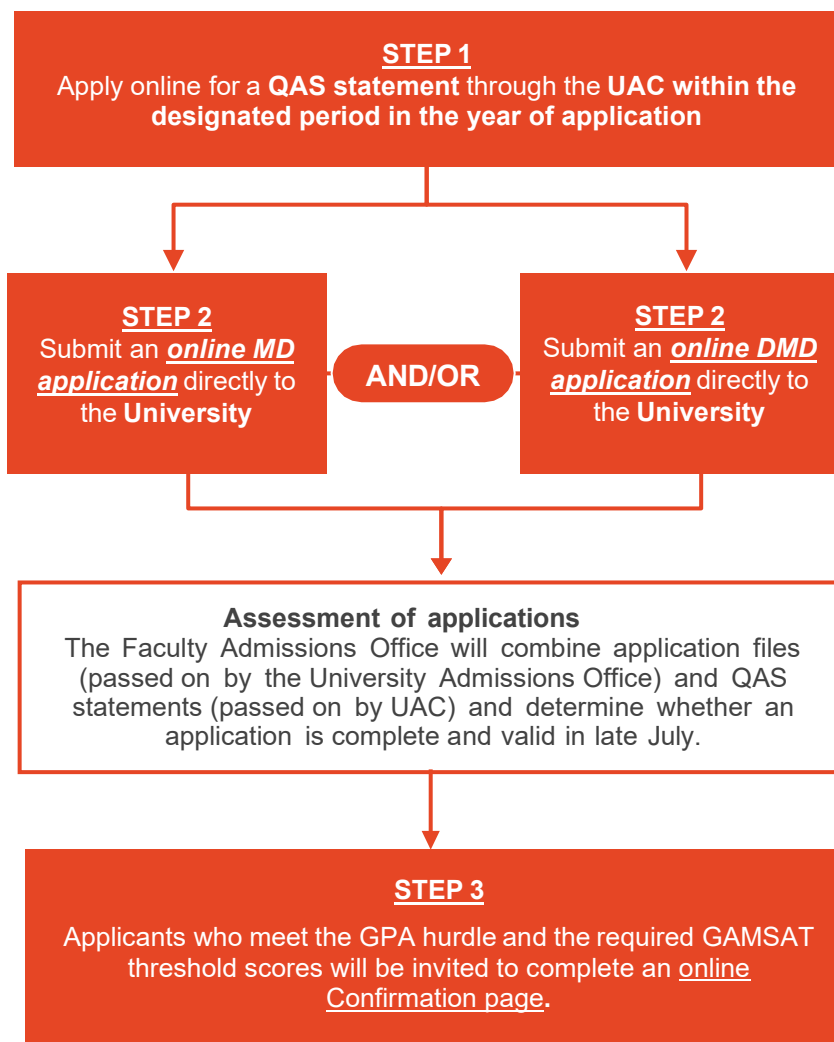 STEP 1
Apply online for a QAS statement through the UAC within the
designated period in the year of application
STEP 2
Submit an online MD
application directly to
the University
AND/OR
STEP 2
Submit an online DMD
application directly to
the University
Assessment of applications
The Faculty Admissions Office will combine application files
(passed on by the University Admissions Office) and QAS
statements (passed on by UAC) and determine whether an
application is complete and valid in late July.
STEP 3
Applicants who meet the GPA hurdle and the required GAMSAT
threshold scores will be invited to complete an online
Confirmation page.